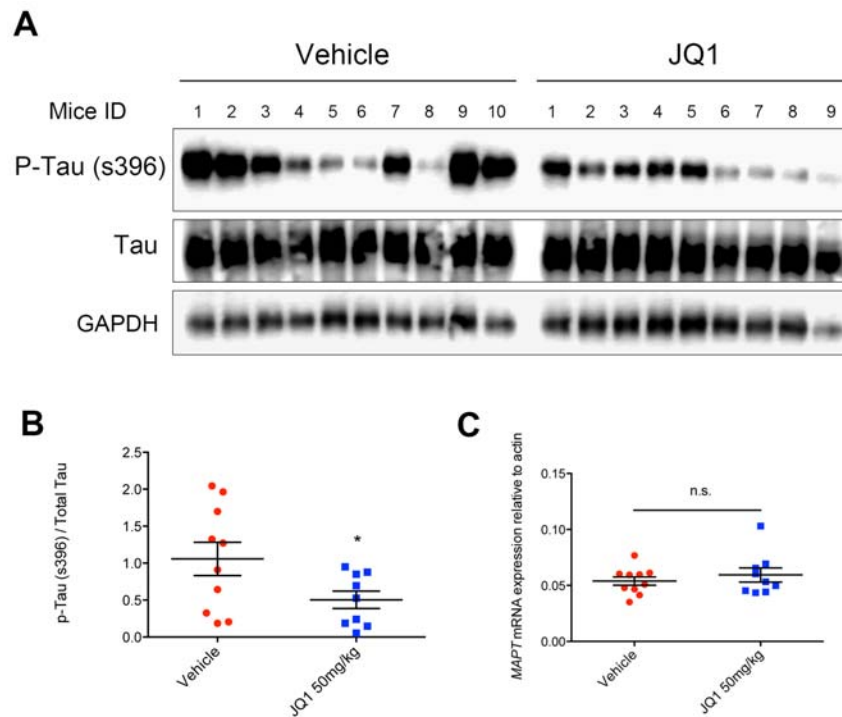 A
Vehicle JQ1
Mice ID 1 2 3 4 5 6 7 8 9 10 1 2 3 4 5 6 7 8 9
P-Tau (s396)
Tau
GAPDH
B
p-Tau (s396) / Total Tau
2.5
2.0
1.5
1.0
0.5
0.0
*
Vehicle
JQ1 50mg/kg
C
MAPT mRNA expression relative to actin
0.15
0.10
0.05
0.00
n.s.
Vehicle
JQ1 50mg/kg